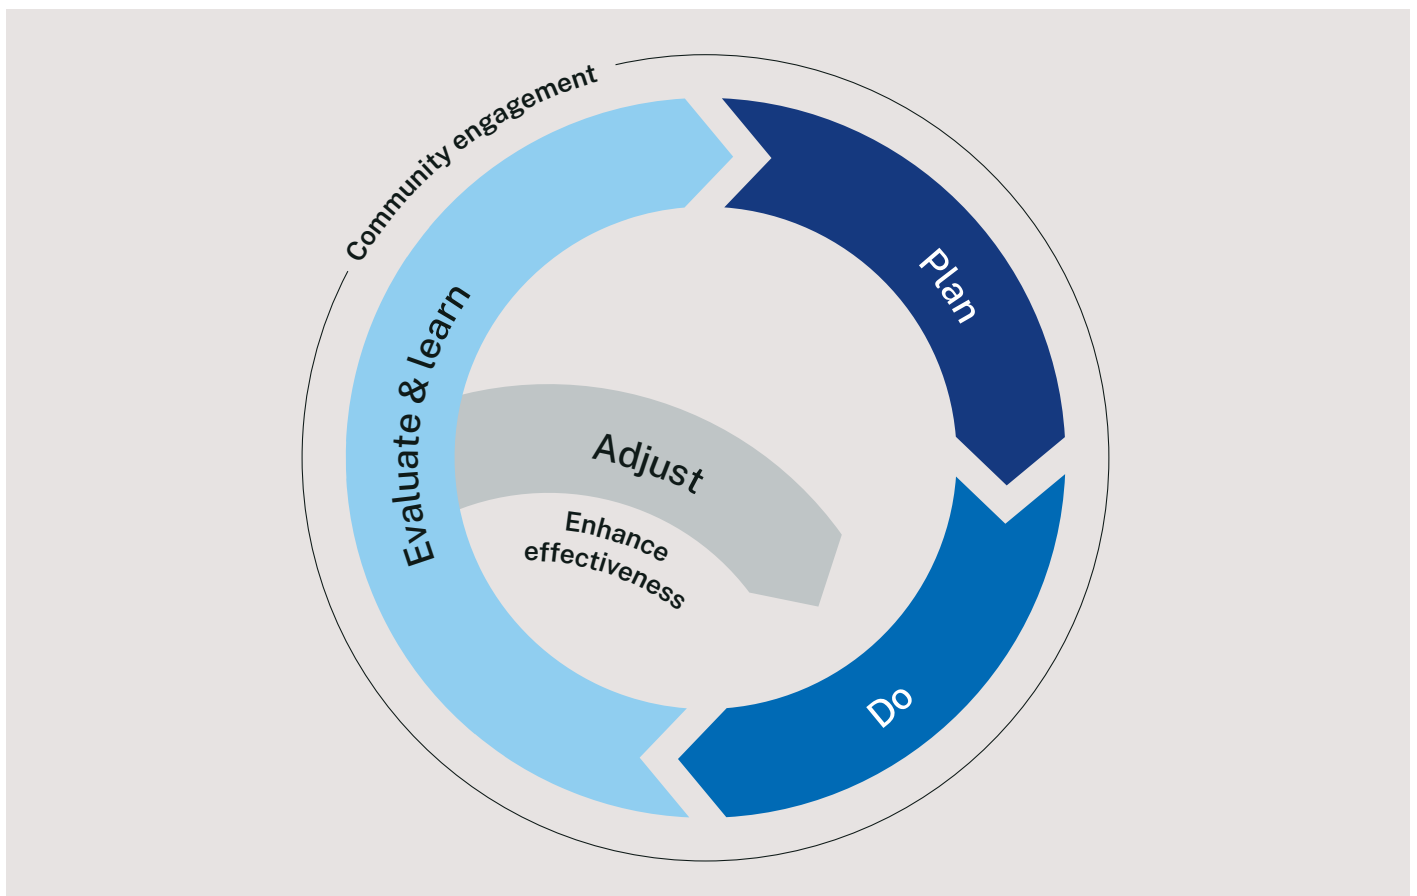 Community engagement
Plan
Evaluate & learn
Adjust
Enhance
effectiveness
Do